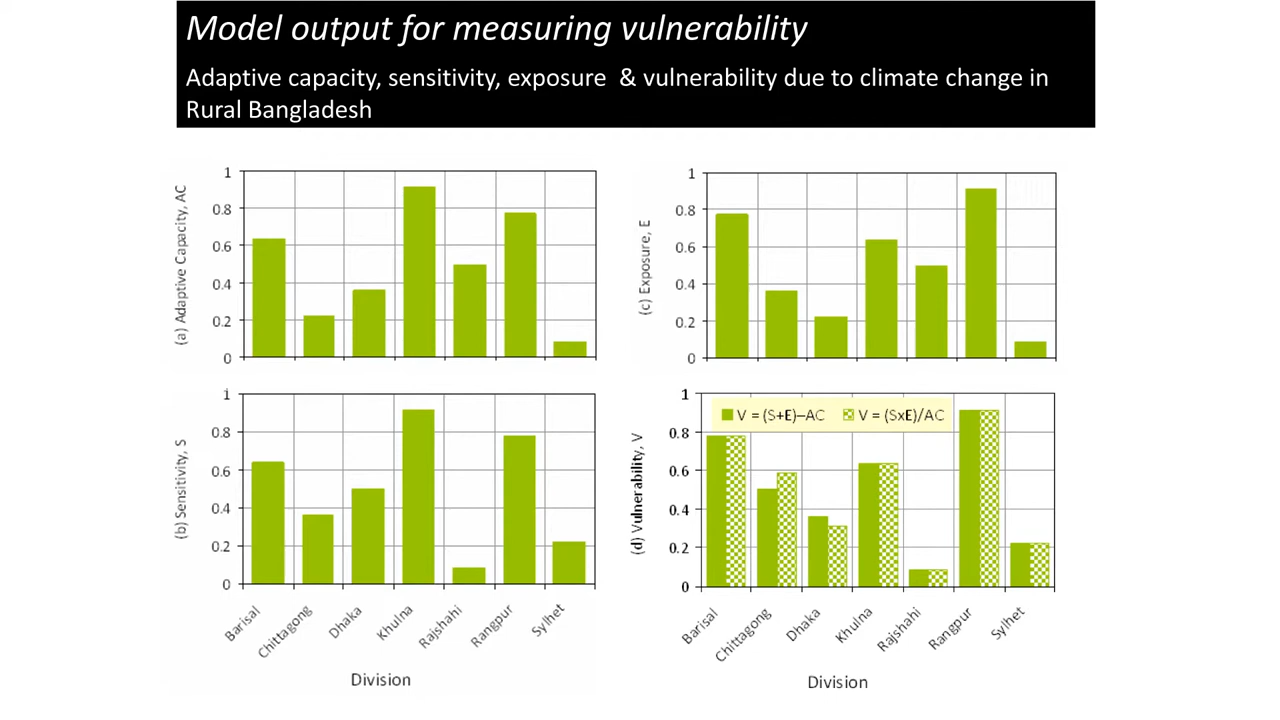 Model output for measuring vulnerability
Adaptive capacity, sensitivity, exposure & vulnerability due to climate change in
Rural Bangladesh
(a) Adaptive Capacity, AC
1
0.8
0.6
0.4
0.2
0
(c) Exposure, E
1
0.8
0.6
0.4
0.2
0
(b) Sensitivity, S
1
0.8
0.6
0.4
0.2
0
Barisal
Chittagong
Dhaka
Khulna
Rajshahi
Rangpur
Sylhet
Division
(d) Vulnerability, V
1
0.8
0.6
0.4
0.2
0
V = (S+E)–AC
V = (SxE)/AC
Barisal
Chittagong
Dhaka
Khulna
Rajshahi
Rangpur
Sylhet
Division